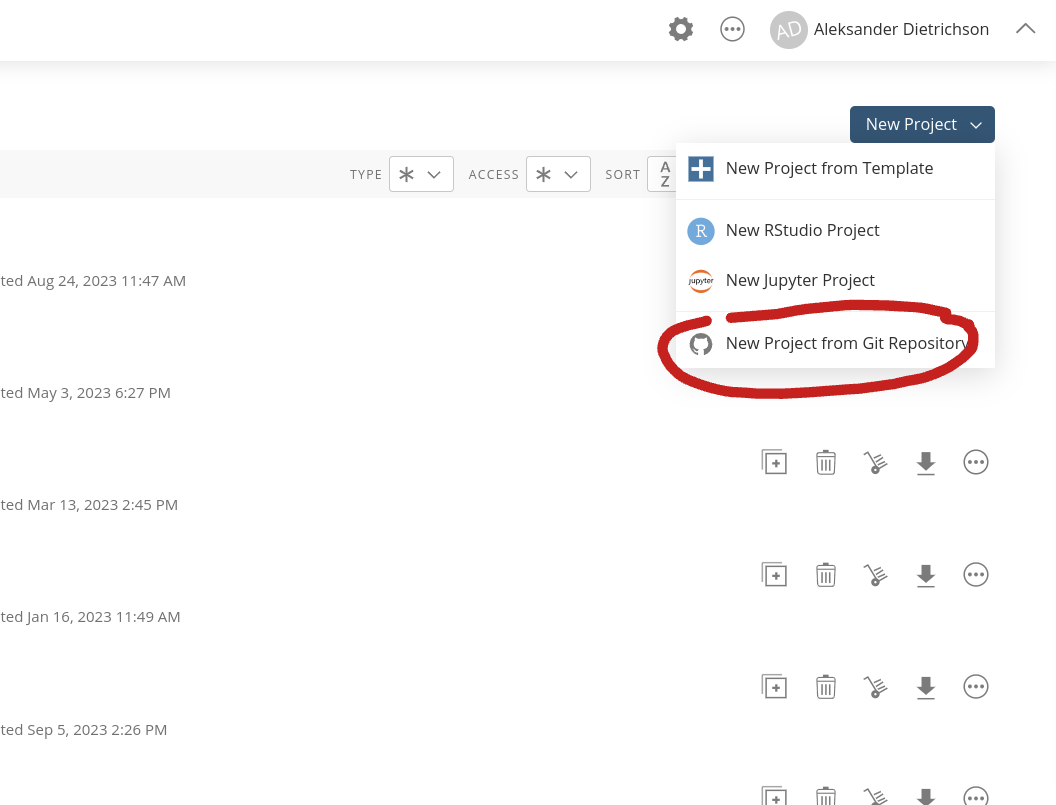 AD Aleksander Dietrichson
New Project
TYPE * ACCESS * SORT A Z
New Project from Template
R New RStudio Project
ted Aug 24, 2023 11:47 AM
jupyter New Jupyter Project
New Project from Git Repository
ted May 3, 2023 6:27 PM
ted Mar 13, 2023 2:45 PM
ted Jan 16, 2023 11:49 AM
ted Sep 5, 2023 2:26 PM